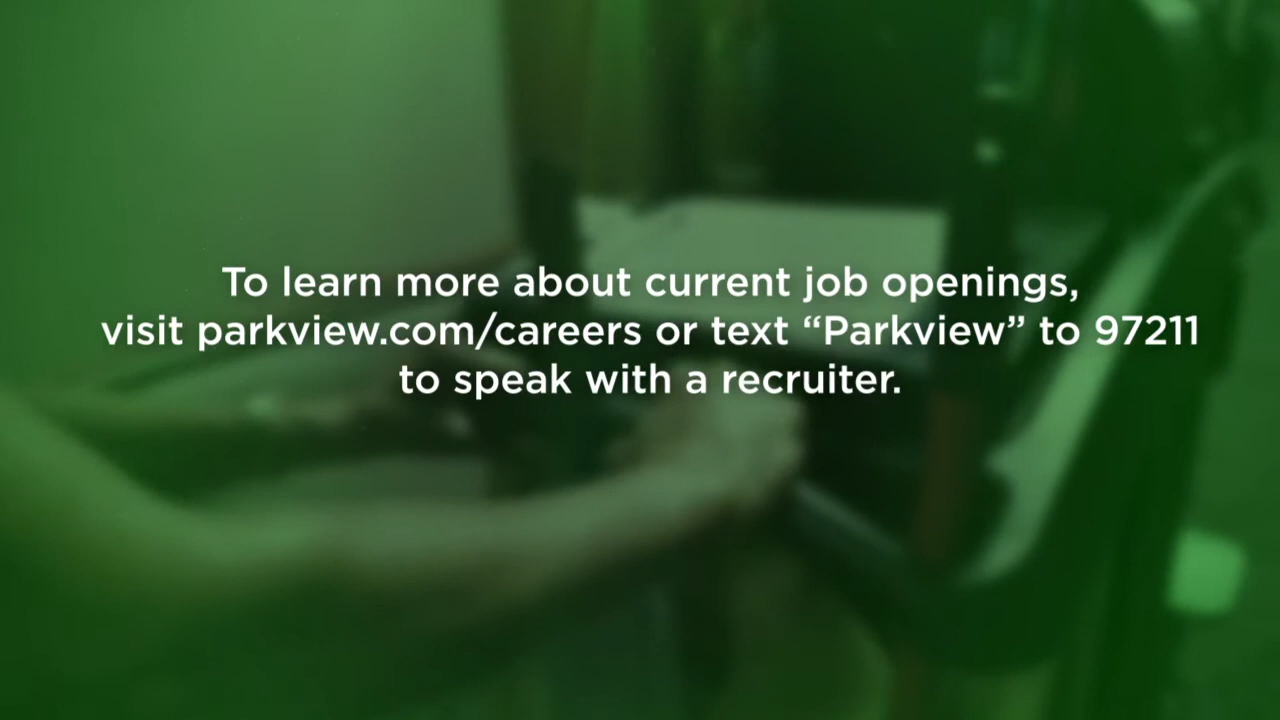 To learn more about current job openings,
visit parkview.com/careers or text “Parkview” to 97211
to speak with a recruiter.